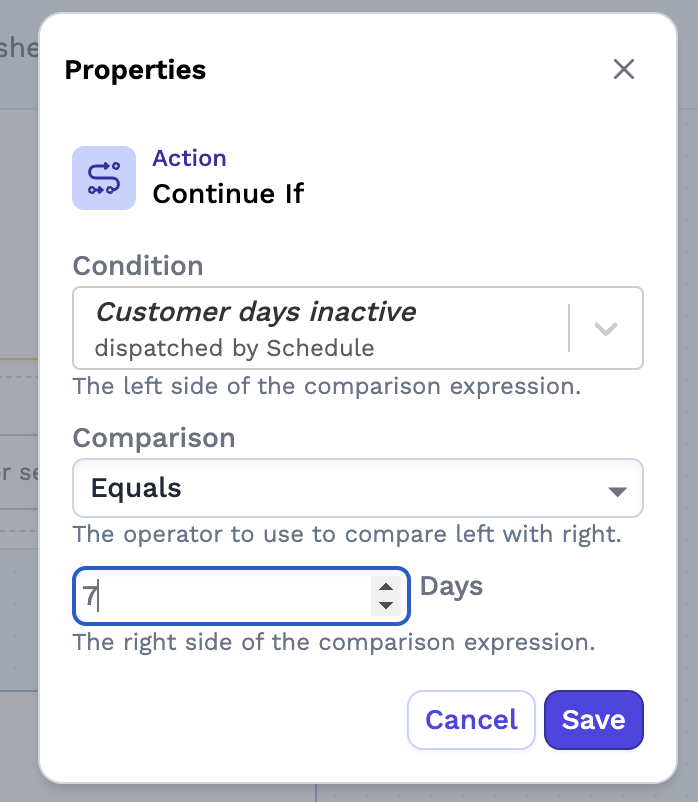 she
Properties
Action
Continue If
Condition
Customer days inactive
dispatched by Schedule
The left side of the comparison expression.
Comparison
r se
Equals
The operator to use to compare left with right.
7
Days
The right side of the comparison expression.
Cancel
Save